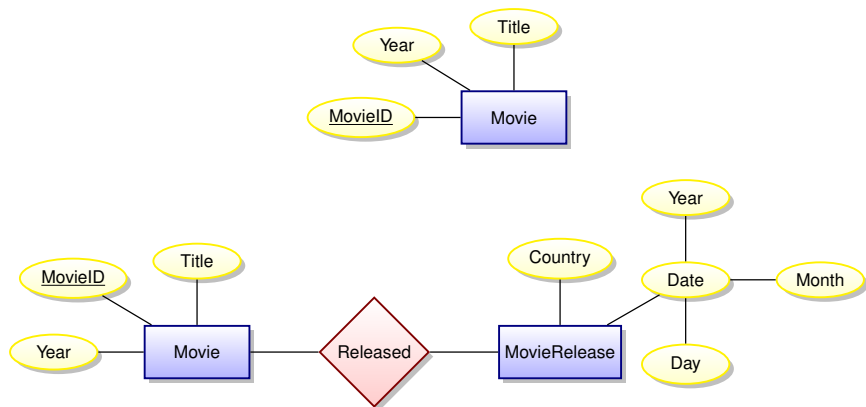 Title
Year
MovieID
Movie
Year
Country
Title
MovieID
Date
Month
Year
Movie
Released
MovieRelease
Day